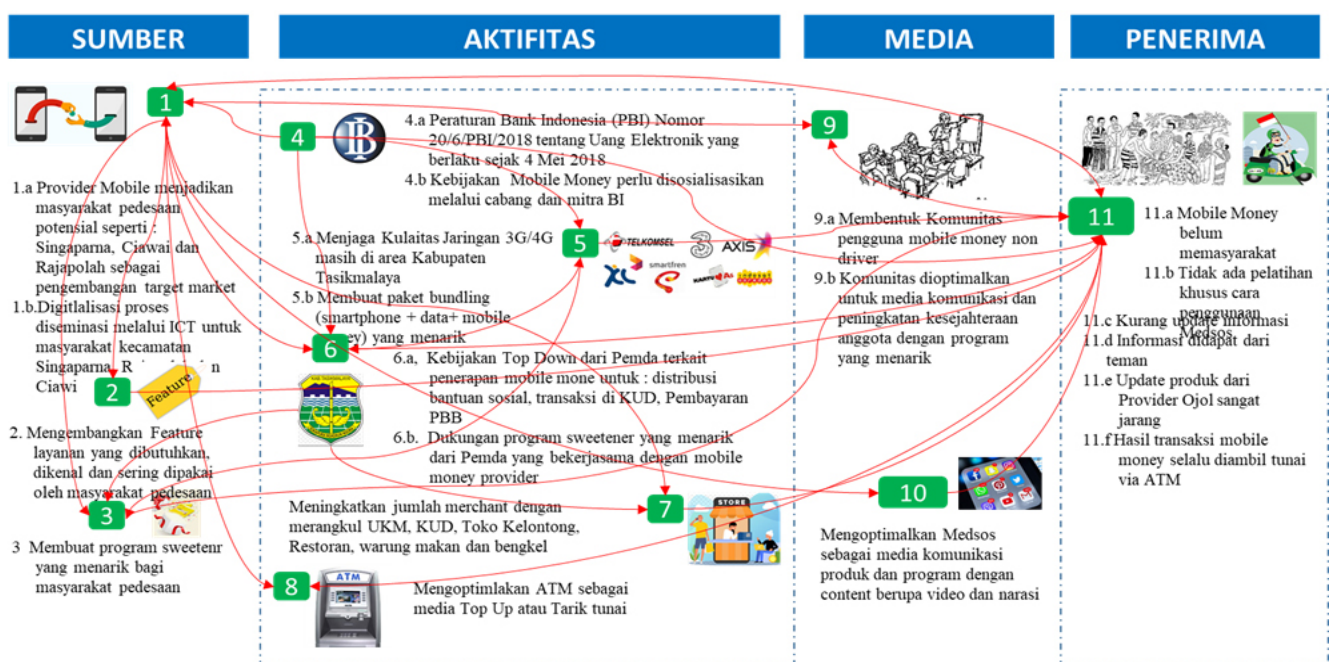 SUMBER
AKTIFITAS
MEDIA
PENERIMA
1
1.a Provider Mobile menjadikan
masyarakat pedesaan
potensial seperti :
Singaparna, Ciawai dan
Rajapolah sebagai
pengembangan target market
1.b.Digitlalisasi proses
diseminasi melalui ICT untuk
masyarakat kecamatan
Singaparna, R n
Ciawi
2
Feature
2. Mengembangkan Feature
layanan yang dibutuhkan,
dikenal dan sering dipakai
oleh masyarakat pedesaan
3
3 Membuat program sweetenr
yang menarik bagi
masyarakat pedesaan
4
4.a Peraturan Bank Indonesia (PBI) Nomor
20/6/PBI/2018 tentang Uang Elektronik yang
berlaku sejak 4 Mei 2018
4.b Kebijakan Mobile Money perlu disosialisasikan
melalui cabang dan mitra BI
5.a Menjaga Kulaitas Jaringan 3G/4G
masih di area Kabupaten
Tasikmalaya
5.b Membuat paket bundling
(smartphone + data+ mobile
ey) yang menarik
5
TELKOMSEL
3
AXIS
XL
smartfren
KARTU As
6
6.a, Kebijakan Top Down dari Pemda terkait
penerapan mobile mone untuk : distribusi
bantuan sosial, transaksi di KUD, Pembayaran
PBB
6.b. Dukungan program sweetener yang menarik
dari Pemda yang bekerjasama dengan mobile
money provider
Meningkatkan jumlah merchant dengan
merangkul UKM, KUD, Toko Kelontong,
Restoran, warung makan dan bengkel
7
STORE
8
ATM
Mengoptimlakan ATM sebagai
media Top Up atau Tarik tunai
9
9.a Membentuk Komunitas
pengguna mobile money non
driver
9.b Komunitas dioptimalkan
untuk media komunikasi dan
peningkatan kesejahteraan
anggota dengan program
yang menarik
10
Mengoptimalkan Medsos
sebagai media komunikasi
produk dan program dengan
content berupa video dan narasi
11
11.a Mobile Money
belum
memasyarakat
11.b Tidak ada pelatihan
khusus cara
penggunaan
Medsos
11.c Kurang update informasi
11.d Informasi didapat dari
teman
11.e Update produk dari
Provider Ojol sangat
jarang
11.f Hasil transaksi mobile
money selalu diambil tunai
via ATM